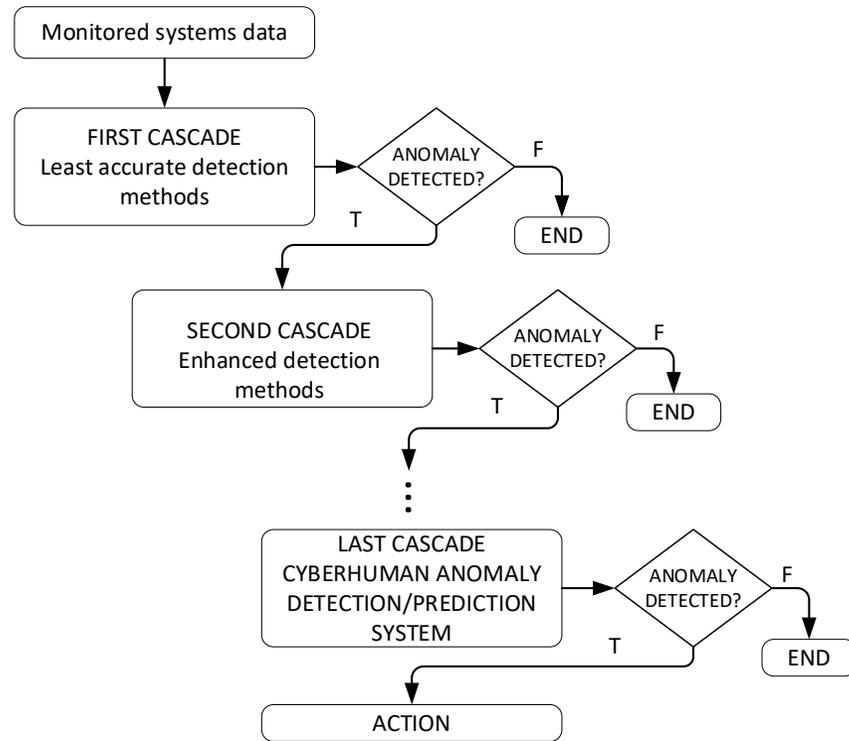 Monitored systems data
FIRST CASCADE
Least accurate detection
methods
ANOMALY
DETECTED?
F
T
END
SECOND CASCADE
Enhanced detection
methods
ANOMALY
DETECTED?
F
T
END
LAST CASCADE
CYBERHUMAN ANOMALY
DETECTION/PREDICTION
SYSTEM
ANOMALY
DETECTED?
F
T
END
ACTION